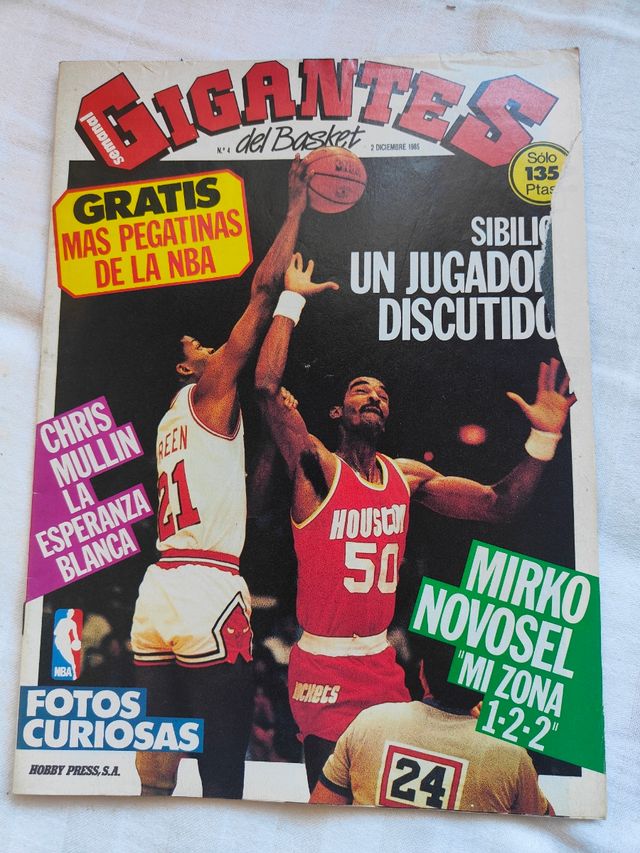 semanal
GIGANTES
del Basket
N.º 4
2 DICIEMBRE 1985
Sólo
135
Ptas
GRATIS
MAS PEGATINAS
DE LA NBA
SIBILIO
UN JUGADOR
DISCUTIDO
CHRIS
MULLIN
LA
ESPERANZA
BLANCA
REEN
21
HOUSTON
50
ROCKETS
MIRKO
NOVOSEL
"MI ZONA
1-2-2"
24
NBA
FOTOS
CURIOSAS
HOBBY PRESS, S.A.